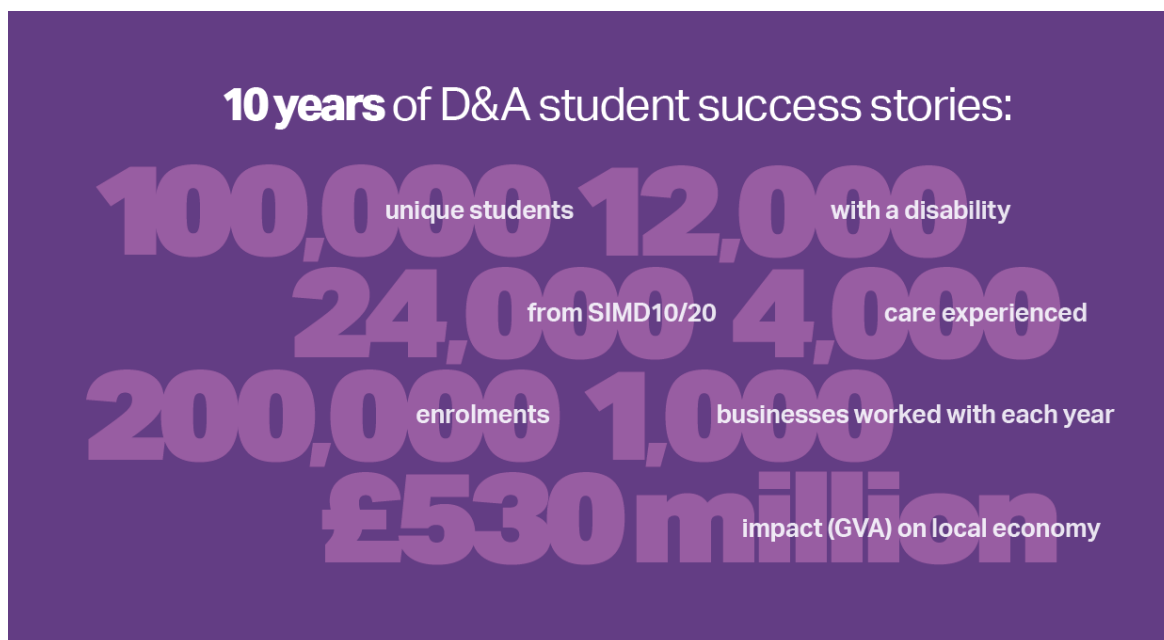 10 years of D&A student success stories:
100,000 unique students 12,000 with a disability
24,000 from SIMD10/20 4,000 care experienced
200,000 enrolments 1,000 businesses worked with each year
£530 million impact (GVA) on local economy